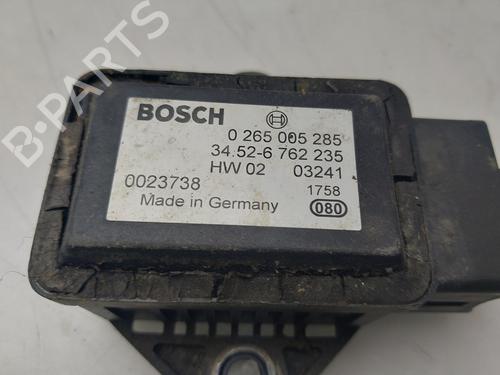 B-PARTS
BOSCH
0 265 005 285
34.52-6 762 235
HW 02 03241
0023738 1758
Made in Germany 080